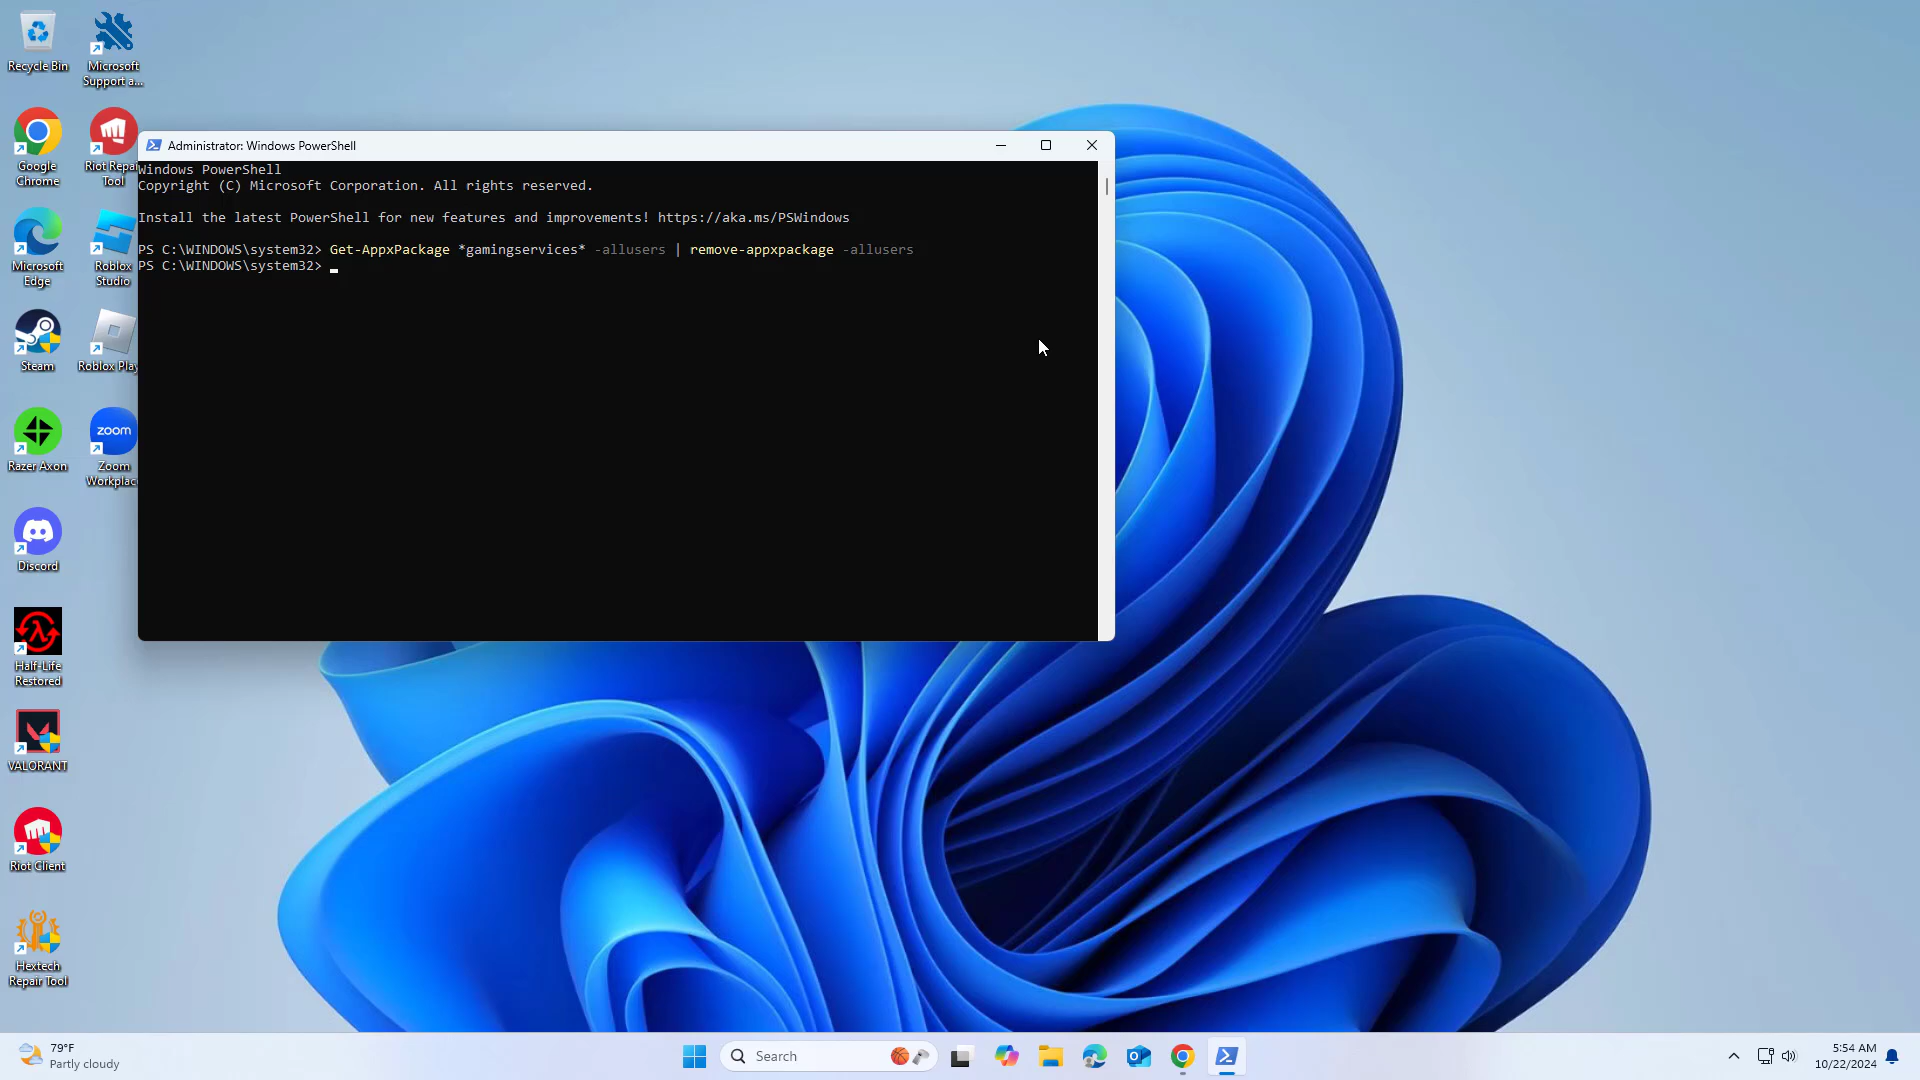 Recycle Bin
Microsoft
Support a...
Google
Chrome
Riot Repai
Tool
Microsoft
Edge
Roblox
Studio
Steam
Roblox Play
Razer Axon
zoom
Zoom
Workplac
Discord
Half-Life
Restored
VALORANT
Riot Client
Hextech
Repair Tool
Administrator: Windows PowerShell
Windows PowerShell
Copyright (C) Microsoft Corporation. All rights reserved.
Install the latest PowerShell for new features and improvements! https://aka.ms/PSWindows
PS C:\WINDOWS\system32> Get-AppxPackage *gamingservices* -allusers | remove-appxpackage -allusers
PS C:\WINDOWS\system32>
79°F
Partly cloudy
Search
5:54 AM
10/22/2024